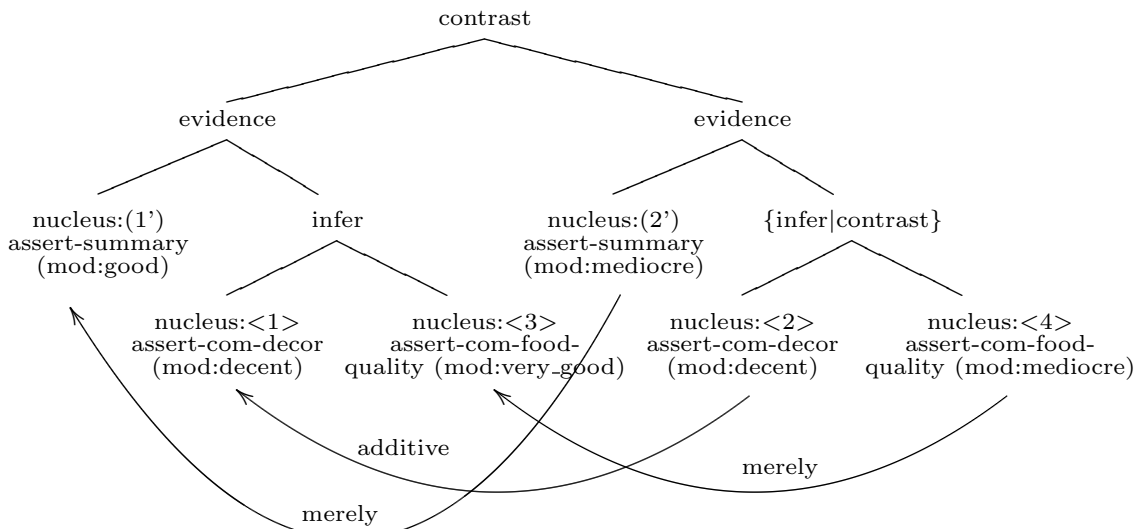 contrast
evidence
evidence
nucleus:(1')
assert-summary
(mod:good)
infer
nucleus:(2')
assert-summary
(mod:mediocre)
{infer|contrast}
nucleus:<1>
assert-com-decor
(mod:decent)
nucleus:<3>
assert-com-food-
quality (mod:very_good)
nucleus:<2>
assert-com-decor
(mod:decent)
nucleus:<4>
assert-com-food-
quality (mod:mediocre)
additive
merely
merely